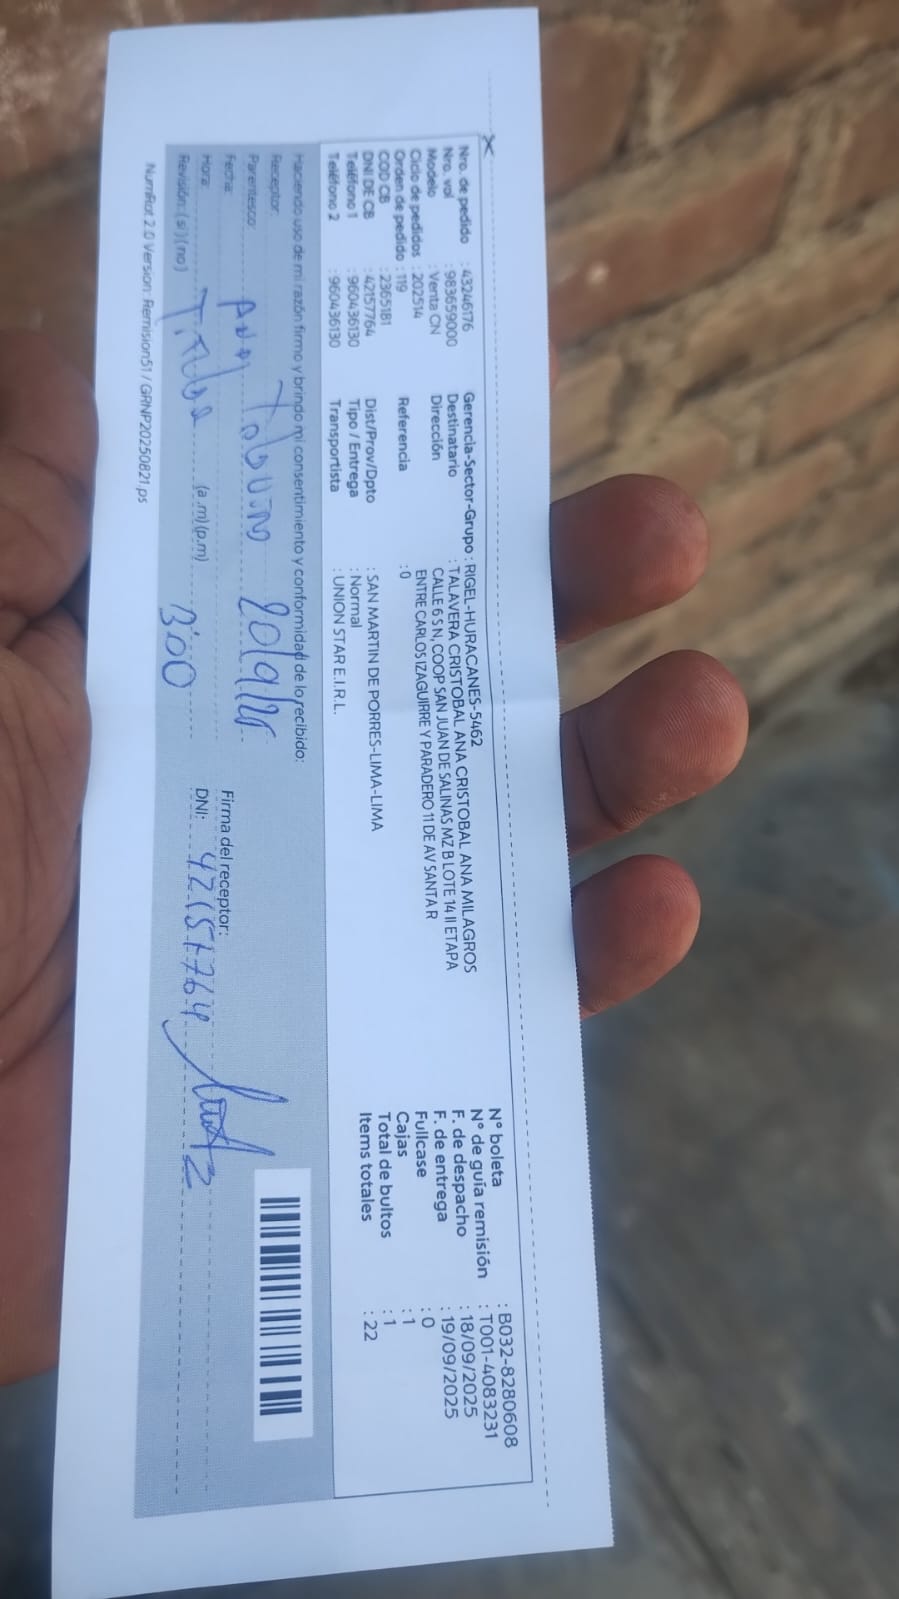 Nro. de pedido : 43246176
Nro. vol : 983659000
Modelo : Venta CN
Ciclo de pedidos : 202514
Orden de pedido : 119
COD CB : 2365181
DNI DE CB : 42157764
Teléfono 1 : 960436130
Teléfono 2 : 960436130
Gerencia-Sector-Grupo : RIGEL-HURACANES-5462
Destinatario : TALAVERA CRISTOBAL ANA CRISTOBAL ANA MILAGROS
Dirección CALLE 6 S N, COOP SAN JUAN DE SALINAS MZ B LOTE 14 II ETAPA
ENTRE CARLOS IZAGUIRRE Y PARADERO 11 DE AV SANTA R
Referencia : 0
Dist/Prov/Dpto : SAN MARTIN DE PORRES-LIMA-LIMA
Tipo / Entrega : Normal
Transportista : UNION STAR E.I.R.L.
N° boleta : B032-8280608
N° de guía remisión : T001-4083231
F. de despacho : 18/09/2025
F. de entrega : 19/09/2025
Fullcase : 0
Cajas : 1
Total de bultos : 1
Items totales : 22
Haciendo uso de mi razón firmo y brindo mi consentimiento y conformidad de lo recibido:
Receptor:
Parentesco:
Fecha:
Hora: (a.m)(p.m) 3:00
Revisión: (si) (no)
Firma del receptor:
DNI: 42157764
NumRot 2.0 Version: Remision51 / GRNP20250821.ps